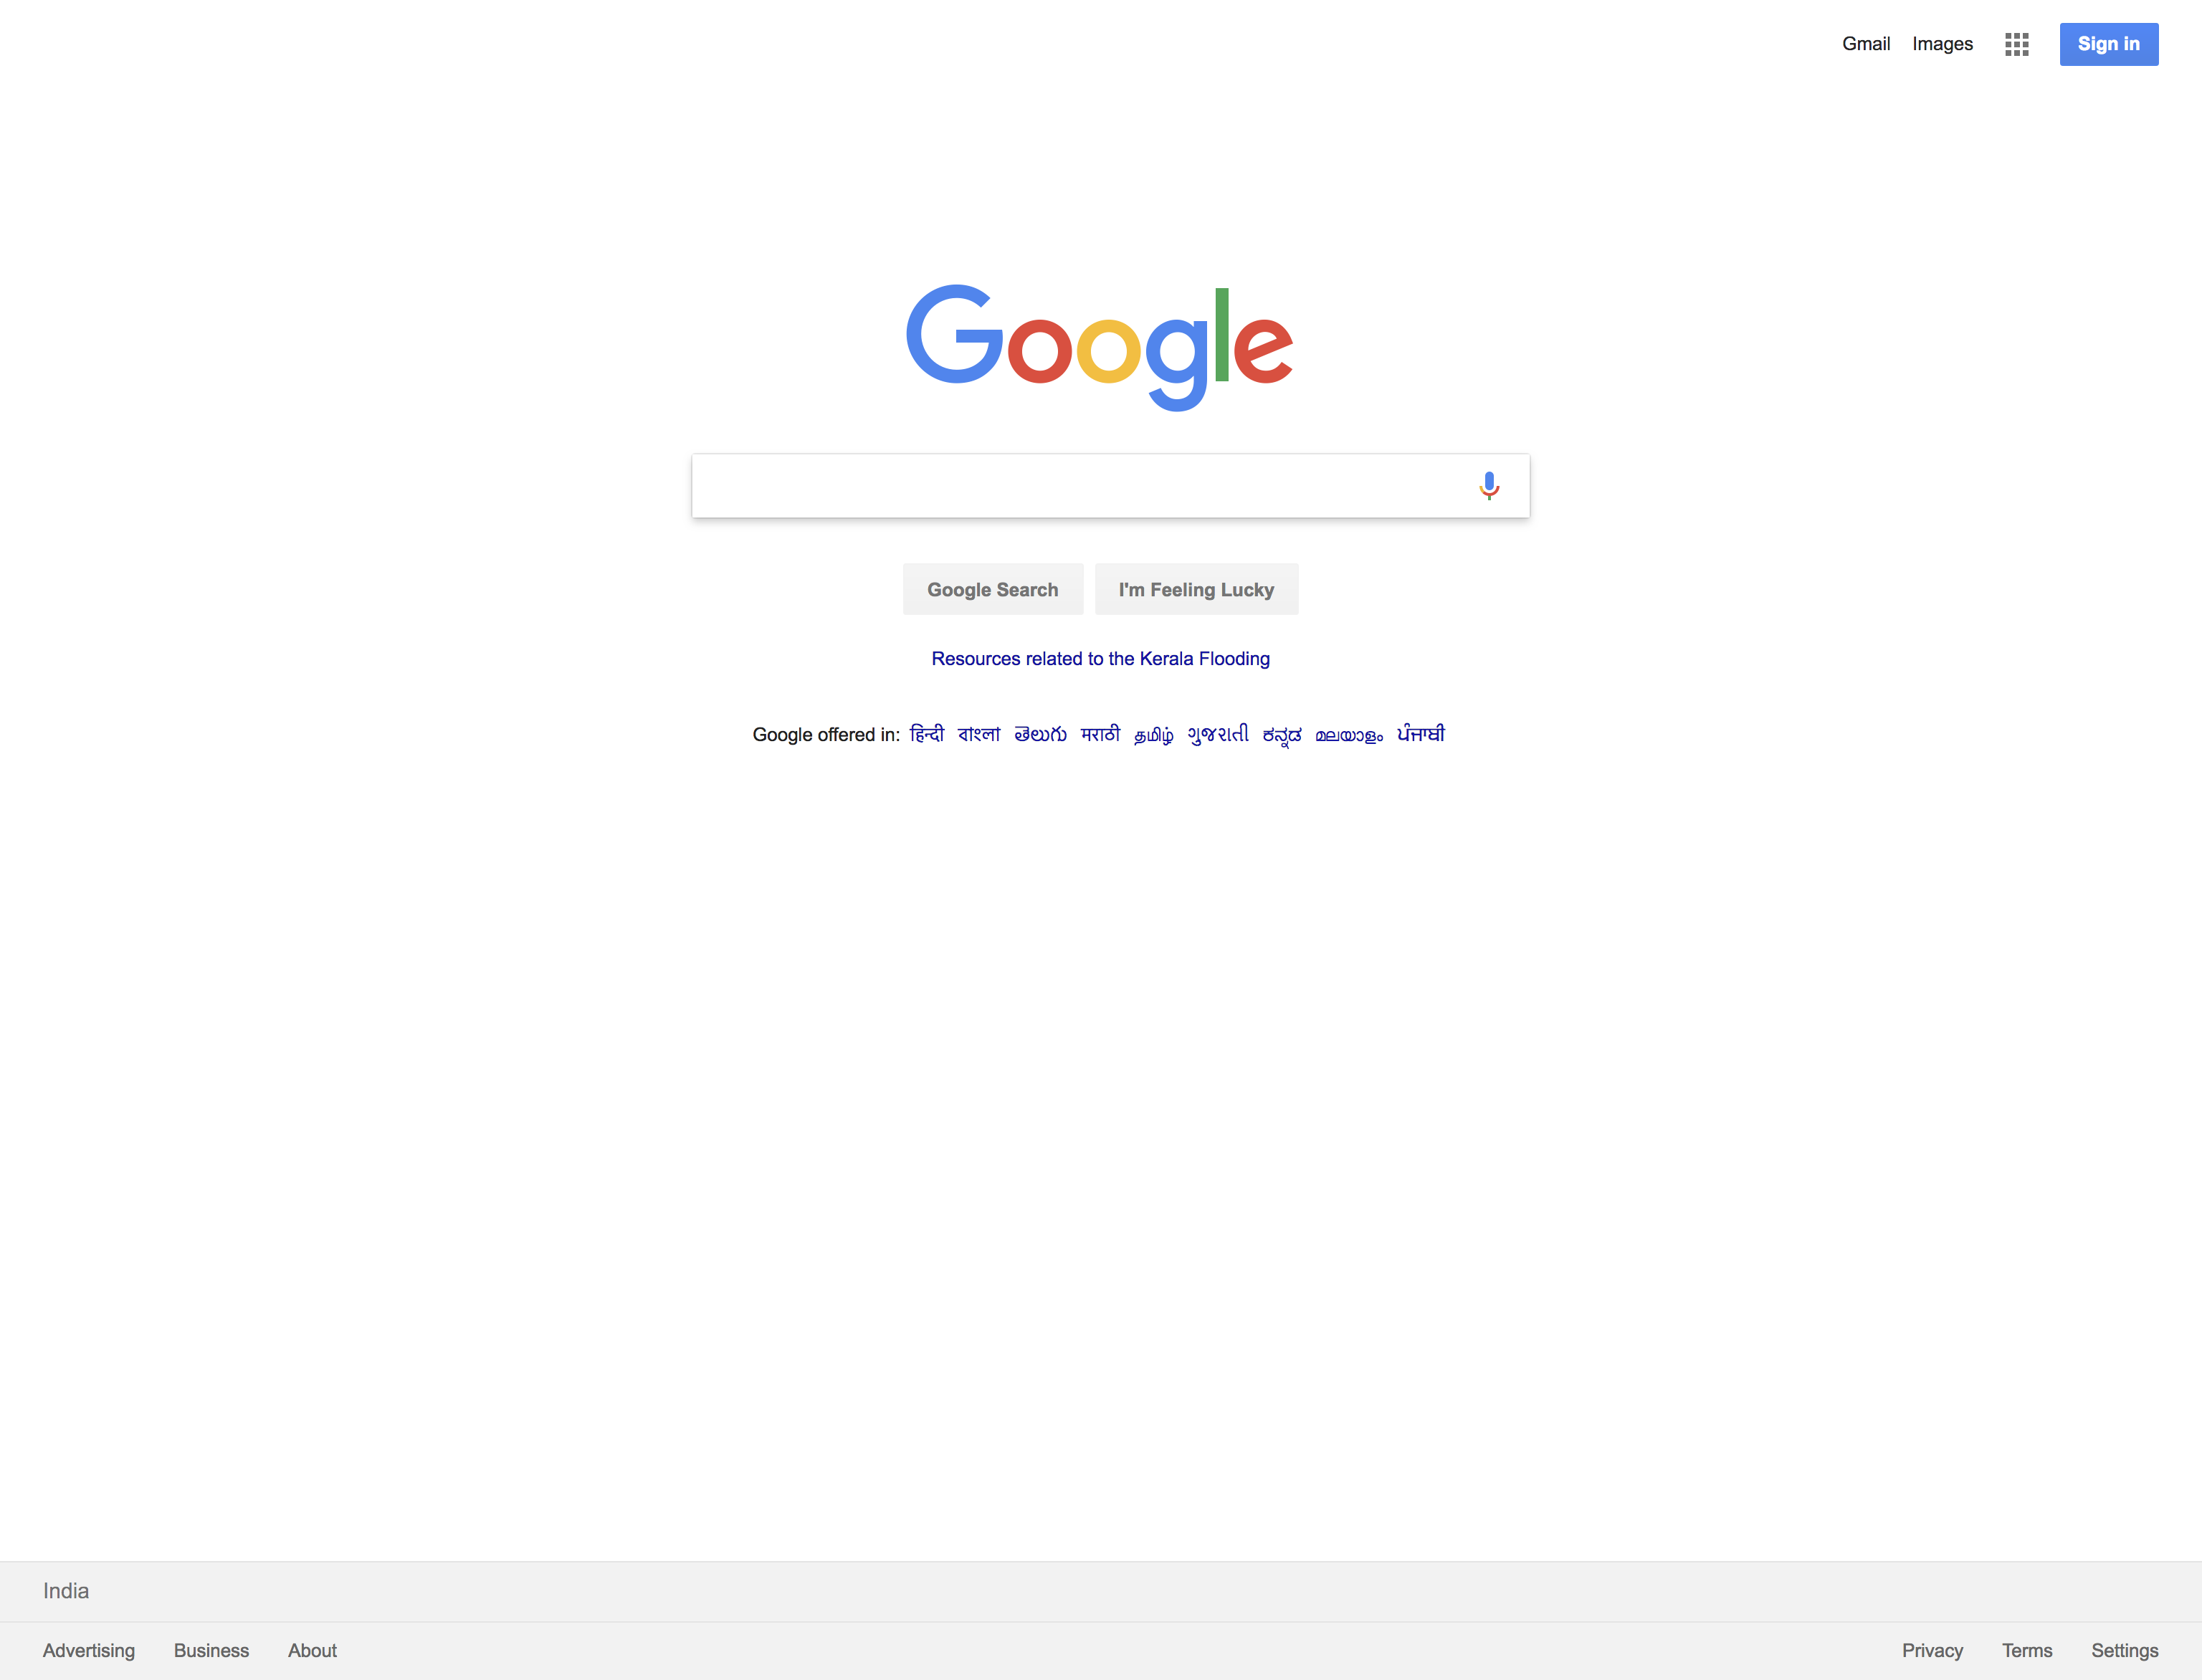 Gmail Images Sign in
Google
Google Search I'm Feeling Lucky
Resources related to the Kerala Flooding
Google offered in: हिन्दी বাংলা తెలుగు मराठी தமிழ் ગુજરાતી ಕನ್ನಡ മലയാളം ਪੰਜਾਬੀ
India
Advertising Business About Privacy Terms Settings